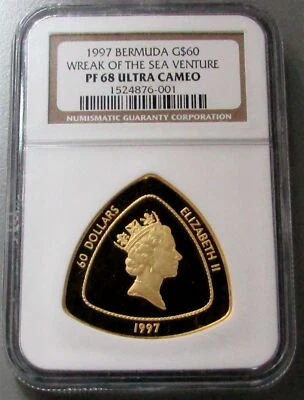 1997 BERMUDA G$60
WREAK OF THE SEA VENTURE
PF 68 ULTRA CAMEO
1524876-001
NUMISMATIC GUARANTY CORPORATION
60 DOLLARS
ELIZABETH II
1997